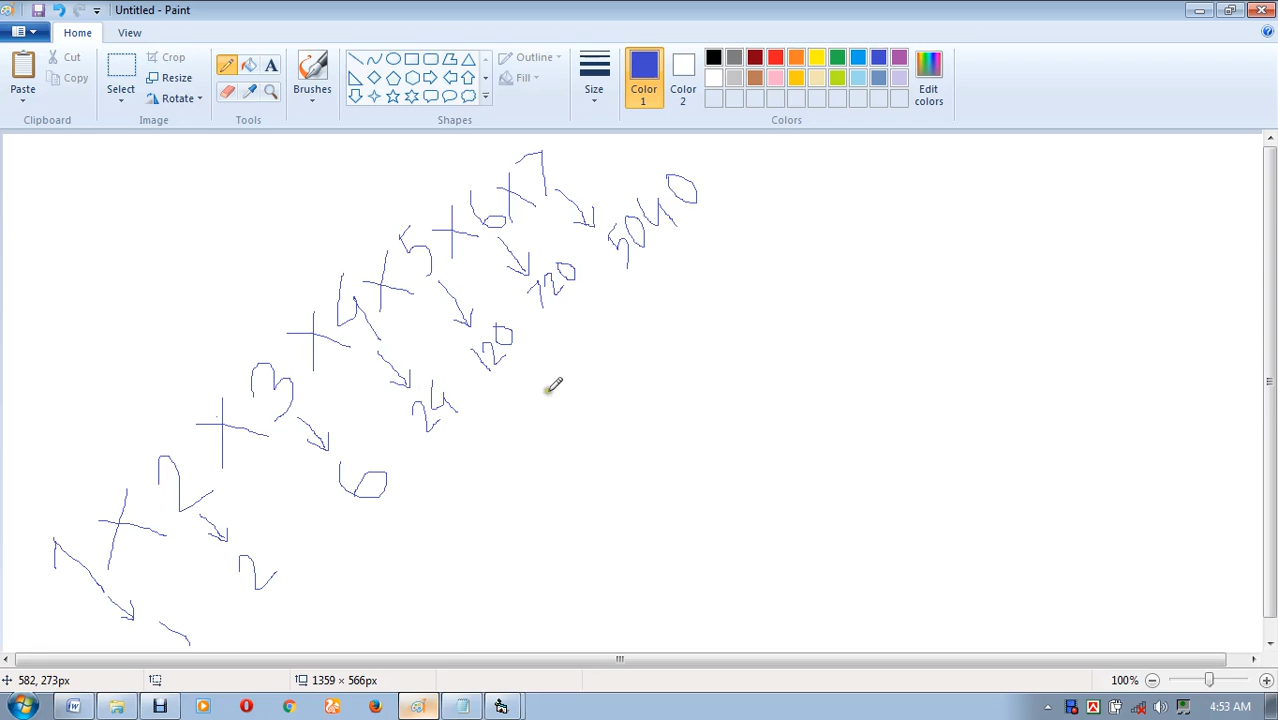 Untitled - Paint
Home
View
Paste
Cut
Copy
Clipboard
Select
Crop
Resize
Rotate
Image
A
Tools
Brushes
Outline
Fill
Shapes
Size
Color 1
Color 2
Edit colors
Colors
1 X 2 X 3 X 4 X 5 X 6 X 7
1
2
6
24
120
720
5040
582, 273px
1359 × 566px
100%
4:53 AM